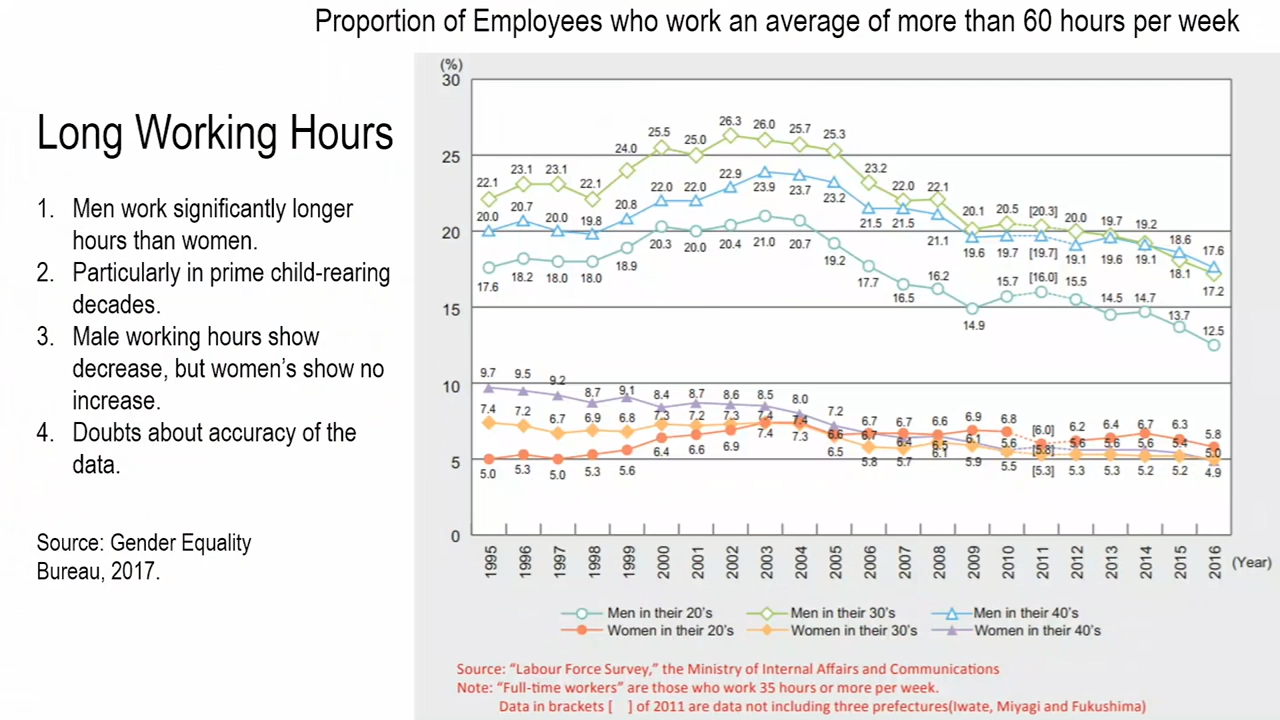 Proportion of Employees who work an average of more than 60 hours per week
Long Working Hours
1. Men work significantly longer
hours than women.
2. Particularly in prime child-rearing
decades.
3. Male working hours show
decrease, but women's show no
increase.
4. Doubts about accuracy of the
data.
Source: Gender Equality
Bureau, 2017.
(%)
30
25
20
15
10
5
0
22.1 23.1 23.1 22.1 24.0 25.5 25.0 26.3 26.0 25.7 25.3 23.2 22.0 22.1 20.1 20.5 [20.3] 20.0 19.7 19.2 18.1 17.2
20.0 20.7 20.0 19.8 20.8 22.0 22.0 22.9 23.9 23.7 23.2 21.5 21.5 21.1 19.6 19.7 [19.7] 19.1 19.6 19.1 18.6 17.6
17.6 18.2 18.0 18.0 18.9 20.3 20.0 20.4 21.0 20.7 19.2 17.7 16.5 16.2 14.9 15.7 [16.0] 15.5 14.5 14.7 13.7 12.5
9.7 9.5 9.2 8.7 9.1 8.4 8.7 8.6 8.5 8.0 7.2 6.7 6.4 6.5 6.1 5.6 [5.8] 5.6 5.6 5.6 5.4 4.9
7.4 7.2 6.7 6.9 6.8 7.3 7.2 7.3 7.4 7.4 6.5 5.8 5.7 6.1 5.9 5.5 [5.3] 5.3 5.3 5.2 5.2 5.0
5.0 5.3 5.0 5.3 5.6 6.4 6.6 6.9 7.4 7.3 6.6 6.7 6.7 6.6 6.9 6.8 [6.0] 6.2 6.4 6.7 6.3 5.8
1995 1996 1997 1998 1999 2000 2001 2002 2003 2004 2005 2006 2007 2008 2009 2010 2011 2012 2013 2014 2015 2016 (Year)
Men in their 20's Men in their 30's Men in their 40's
Women in their 20's Women in their 30's Women in their 40's
Source: "Labour Force Survey," the Ministry of Internal Affairs and Communications
Note: "Full-time workers" are those who work 35 hours or more per week.
Data in brackets [ ] of 2011 are data not including three prefectures(Iwate, Miyagi and Fukushima)